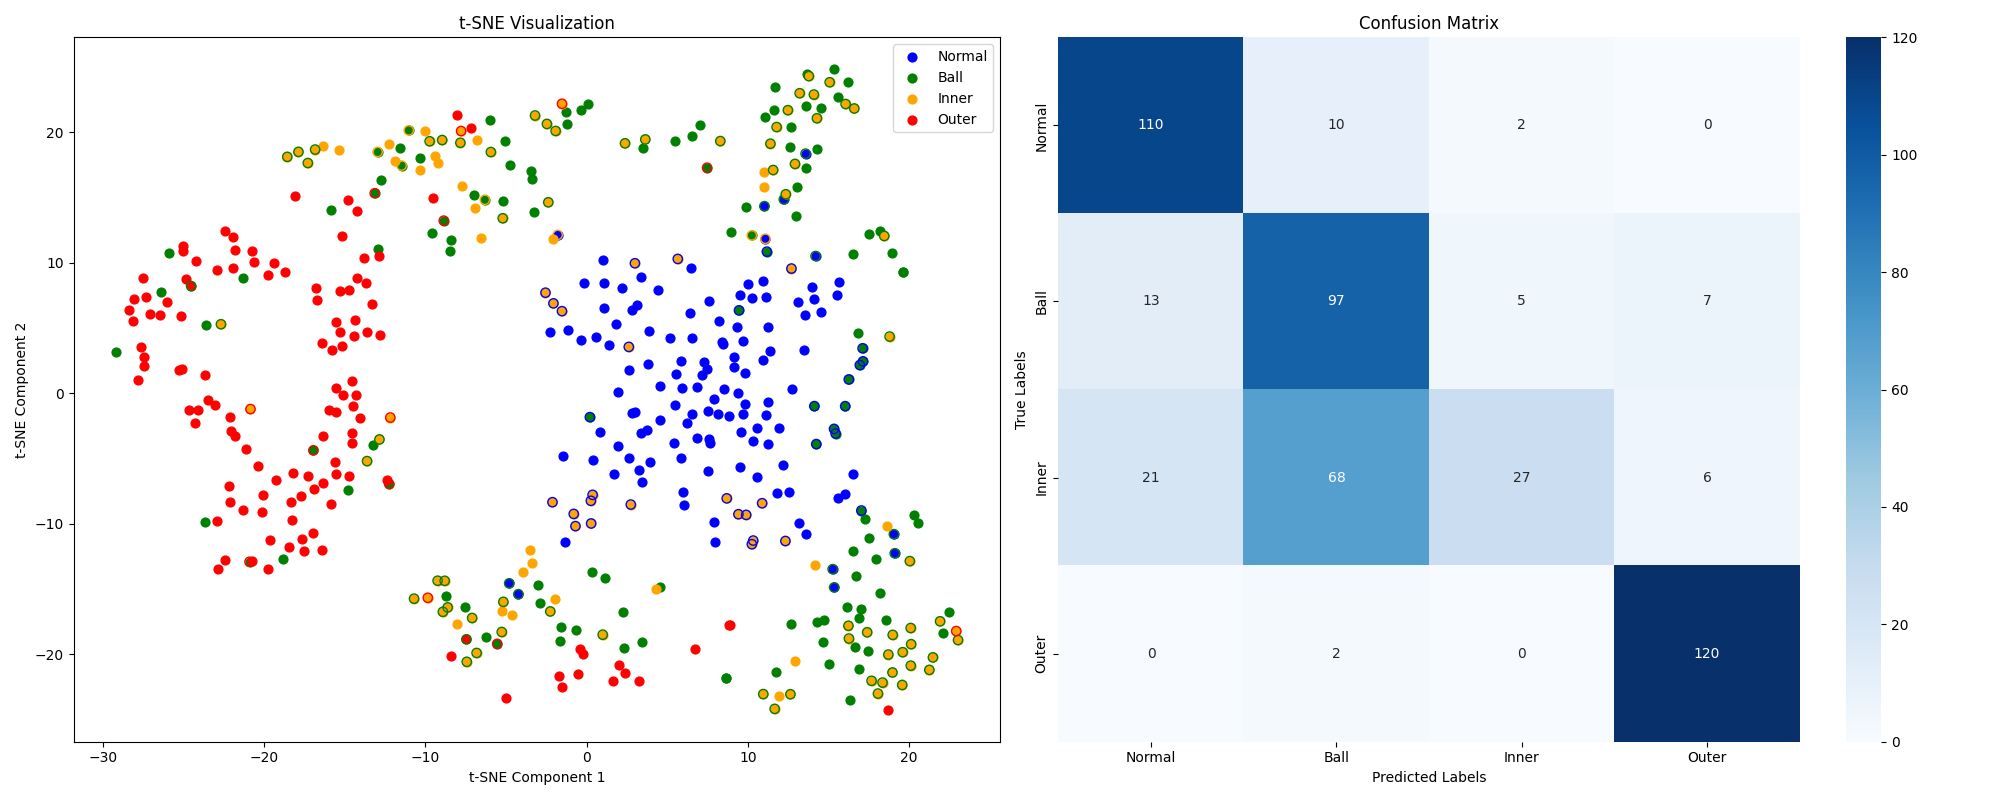 t-SNE Visualization
Normal
Ball
Inner
Outer
20
10
0
−10
−20
t-SNE Component 2
−30
−20
−10
0
10
20
t-SNE Component 1
Confusion Matrix
True Labels
Normal
110
10
2
0
Ball
13
97
5
7
Inner
21
68
27
6
Outer
0
2
0
120
Normal
Ball
Inner
Outer
Predicted Labels
120
100
80
60
40
20
0